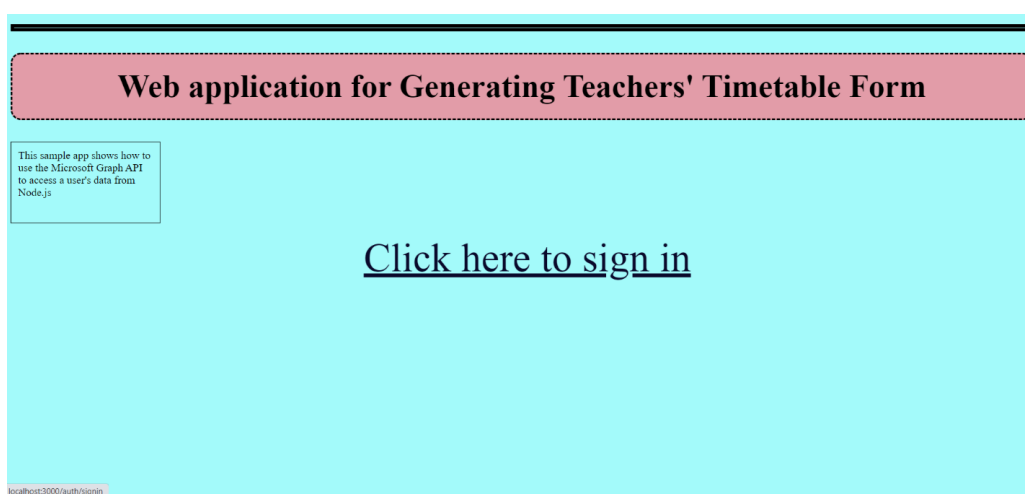 Web application for Generating Teachers' Timetable Form
This sample app shows how to
use the Microsoft Graph API
to access a user's data from
Node.js
Click here to sign in
localhost:3000/auth/signin